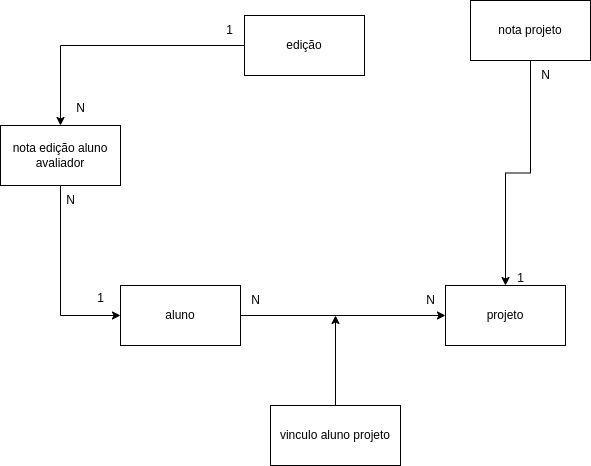 nota projeto
1
edição
N
N
nota edição aluno
avaliador
N
1
1
N
N
aluno
projeto
vinculo aluno projeto